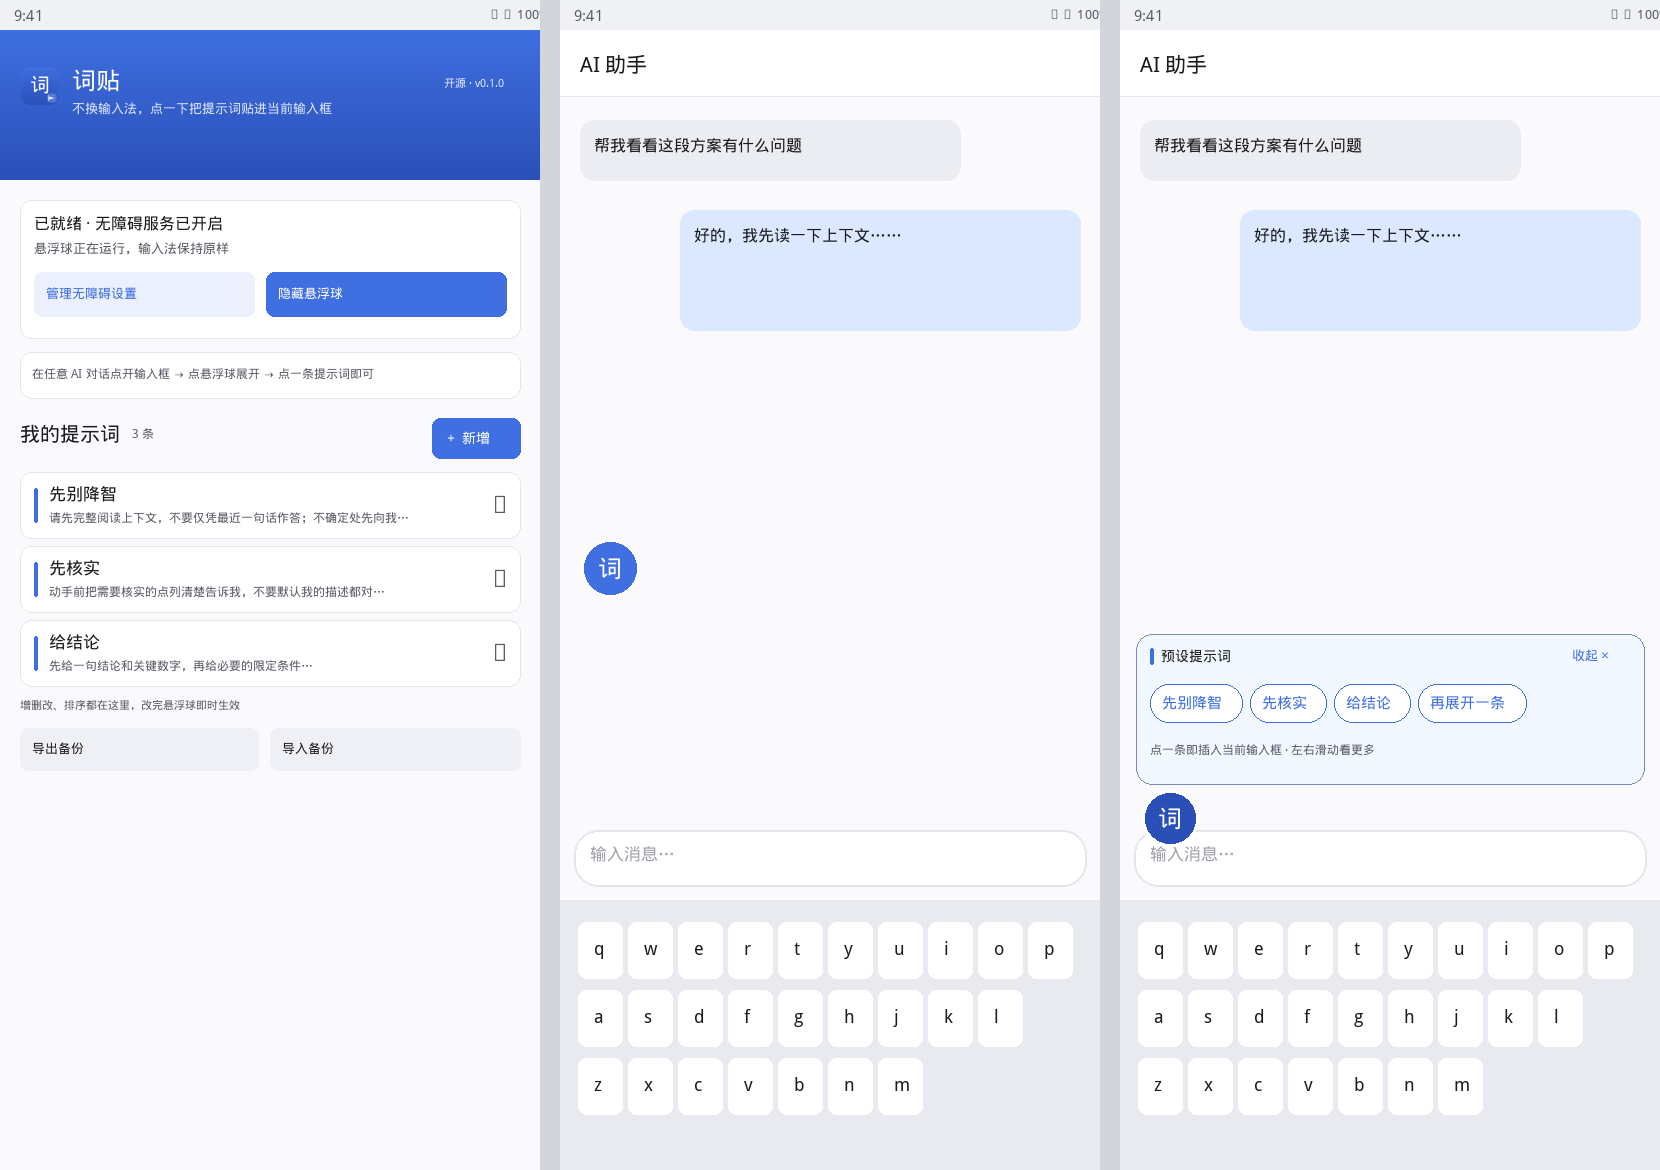 9:41
100
词
词贴
开源 · v0.1.0
不换输入法，点一下把提示词贴进当前输入框
已就绪 · 无障碍服务已开启
悬浮球正在运行，输入法保持原样
管理无障碍设置
隐藏悬浮球
在任意 AI 对话点开输入框 → 点悬浮球展开 → 点一条提示词即可
我的提示词
3 条
+ 新增
先别降智
请先完整阅读上下文，不要仅凭最近一句话作答；不确定处先向我…
先核实
动手前把需要核实的点列清楚告诉我，不要默认我的描述都对…
给结论
先给一句结论和关键数字，再给必要的限定条件…
增删改、排序都在这里，改完悬浮球即时生效
导出备份
导入备份
9:41
100
AI 助手
帮我看看这段方案有什么问题
好的，我先读一下上下文……
词
输入消息…
q w e r t y u i o p
a s d f g h j k l
z x c v b n m
9:41
100
AI 助手
帮我看看这段方案有什么问题
好的，我先读一下上下文……
预设提示词
收起 ×
先别降智
先核实
给结论
再展开一条
点一条即插入当前输入框 · 左右滑动看更多
词
输入消息…
q w e r t y u i o p
a s d f g h j k l
z x c v b n m